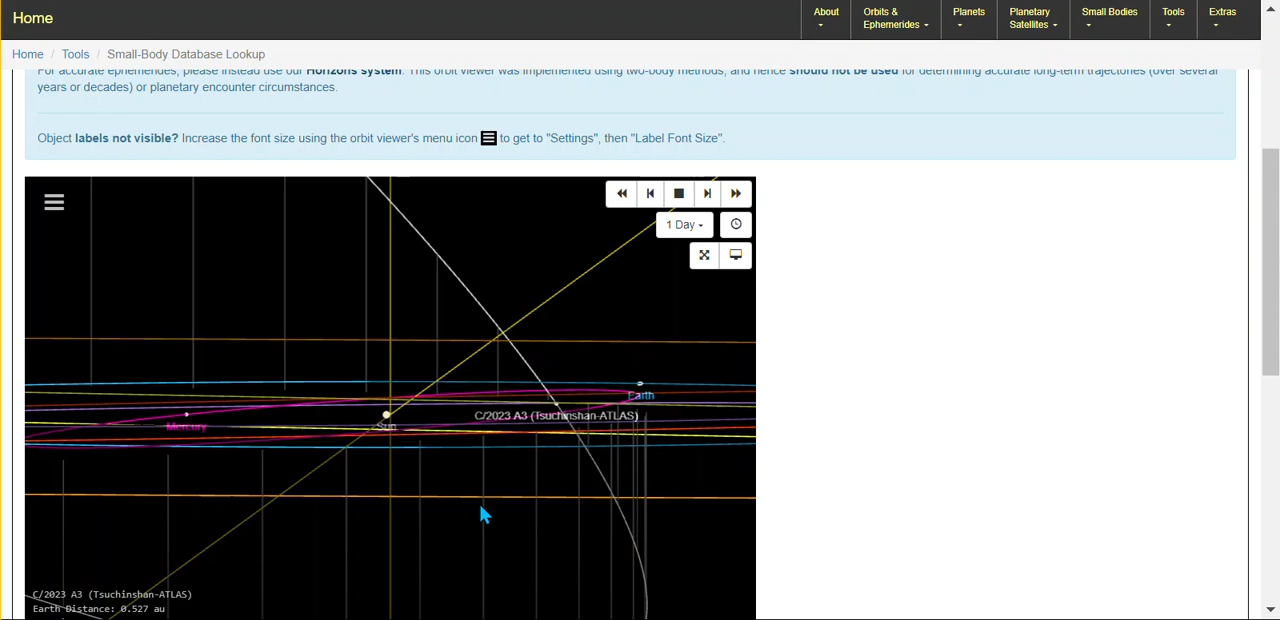 Home
About
Orbits &
Ephemerides
Planets
Planetary
Satellites
Small Bodies
Tools
Extras
Home / Tools / Small-Body Database Lookup
For accurate ephemerides, please instead use our Horizons system. This orbit viewer was implemented using two-body methods, and hence should not be used for determining accurate long-term trajectories (over several
years or decades) or planetary encounter circumstances.
Object labels not visible? Increase the font size using the orbit viewer's menu icon to get to "Settings", then "Label Font Size".
1 Day
Earth
C/2023 A3 (Tsuchinshan-ATLAS)
Mercury
Sun
C/2023 A3 (Tsuchinshan-ATLAS)
Earth Distance: 0.527 au